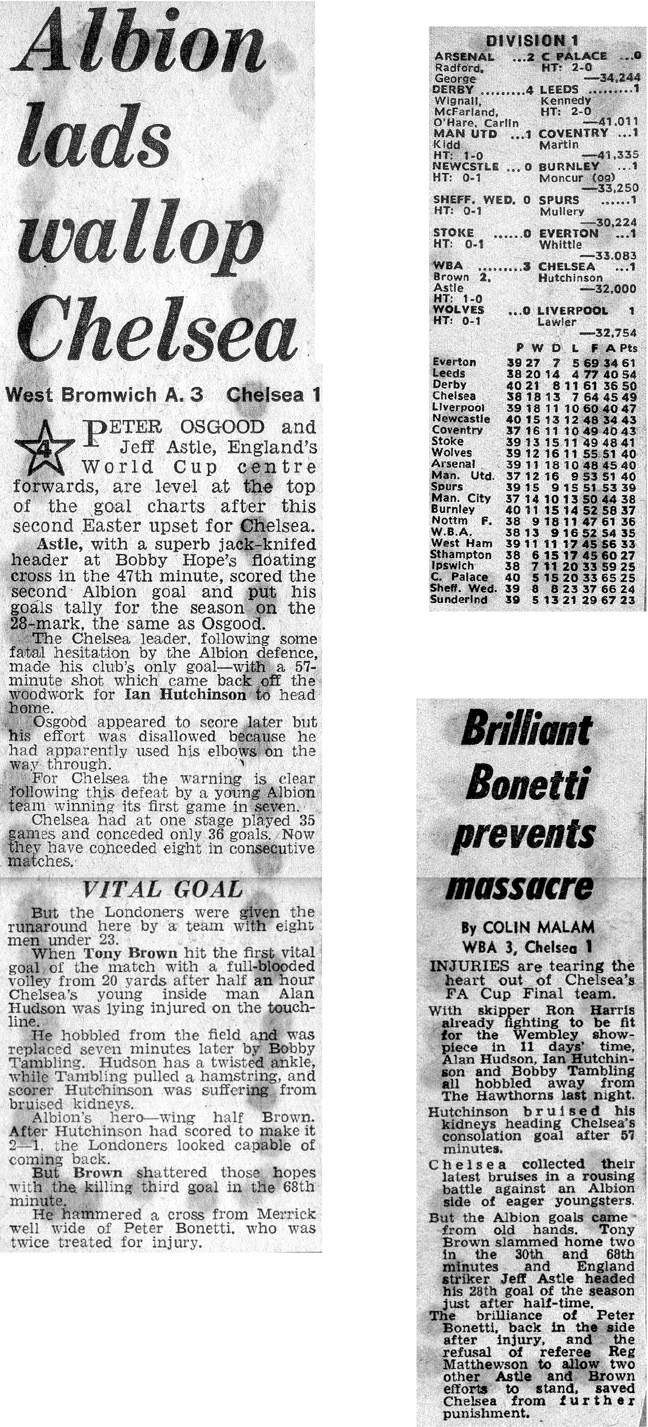 Albion
lads
wallop
Chelsea
West Bromwich A. 3 Chelsea 1
4
PETER OSGOOD and
Jeff Astle, England's
World Cup centre
forwards, are level at the top
of the goal charts after this
second Easter upset for Chelsea.
Astle, with a superb jack-knifed
header at Bobby Hope's floating
cross in the 47th minute, scored the
second Albion goal and put his
goals tally for the season on the
28-mark, the same as Osgood.
The Chelsea leader, following some
fatal hesitation by the Albion defence,
made his club's only goal—with a 57-
minute shot which came back off the
woodwork for Ian Hutchinson to head
home.
Osgood appeared to score later but
his effort was disallowed because he
had apparently used his elbows on the
way through.
For Chelsea the warning is clear
following this defeat by a young Albion
team winning its first game in seven.
Chelsea had at one stage played 35
games and conceded only 36 goals. Now
they have conceded eight in consecutive
matches.
VITAL GOAL
But the Londoners were given the
runaround here by a team with eight
men under 23.
When Tony Brown hit the first vital
goal of the match with a full-blooded
volley from 20 yards after half an hour
Chelsea's young inside man Alan
Hudson was lying injured on the touch-
line.
He hobbled from the field and was
replaced seven minutes later by Bobby
Tambling. Hudson has a twisted ankle,
while Tambling pulled a hamstring, and
scorer Hutchinson was suffering from
bruised kidneys.
Albion's hero—wing half Brown.
After Hutchinson had scored to make it
2—1, the Londoners looked capable of
coming back.
But Brown shattered those hopes
with the killing third goal in the 68th
minute.
He hammered a cross from Merrick
well wide of Peter Bonetti, who was
twice treated for injury.
DIVISION 1
ARSENAL ...2 C PALACE ...0
Radford, HT: 2-0
George —34,244
DERBY .........4 LEEDS .........1
Wignall, Kennedy
McFarland, HT: 2-0
O'Hare, Carlin —41,011
MAN UTD ...1 COVENTRY ...1
Kidd Martin
HT: 1-0 —41,335
NEWCSTLE ... 0 BURNLEY ...1
HT: 0-1 Moncur (og)
—33,250
SHEFF. WED. 0 SPURS ......1
HT: 0-1 Mullery
—30,224
STOKE ......0 EVERTON ...1
HT: 0-1 Whittle
—33,083
WBA .........3 CHELSEA ...1
Brown 2, Hutchinson
Astle —32,000
HT: 1-0
WOLVES ...0 LIVERPOOL 1
HT: 0-1 Lawler
—32,754
P W D L F A Pts
Everton 39 27 7 5 69 34 61
Leeds 38 20 14 4 77 40 54
Derby 40 21 8 11 61 36 50
Chelsea 38 18 13 7 64 45 49
Liverpool 39 18 11 10 60 40 47
Newcastle 40 15 13 12 48 34 43
Coventry 37 16 11 10 49 40 43
Stoke 39 13 15 11 49 48 41
Wolves 39 12 16 11 55 51 40
Arsenal 39 11 18 10 48 45 40
Man. Utd. 37 12 16 9 53 51 40
Spurs 39 15 9 15 51 53 39
Man. City 37 14 10 13 50 44 38
Burnley 40 11 15 14 52 58 37
Nottm F. 38 9 18 11 47 61 36
W.B.A. 38 13 9 16 52 54 35
West Ham 39 11 11 17 45 56 33
Sthampton 38 6 15 17 45 60 27
Ipswich 38 7 11 20 33 59 25
C. Palace 40 5 15 20 33 65 25
Sheff. Wed. 39 8 8 23 37 66 24
Sunderlnd 39 5 13 21 29 67 23
Brilliant
Bonetti
prevents
massacre
By COLIN MALAM
WBA 3, Chelsea 1
INJURIES are tearing the
heart out of Chelsea's
FA Cup Final team.
With skipper Ron Harris
already fighting to be fit
for the Wembley show-
piece in 11 days' time,
Alan Hudson, Ian Hutchin-
son and Bobby Tambling
all hobbled away from
The Hawthorns last night.
Hutchinson bruised his
kidneys heading Chelsea's
consolation goal after 57
minutes.
Chelsea collected their
latest bruises in a rousing
battle against an Albion
side of eager youngsters.
But the Albion goals came
from old hands. Tony
Brown slammed home two
in the 30th and 68th
minutes and England
striker Jeff Astle headed
his 28th goal of the season
just after half-time.
The brilliance of Peter
Bonetti, back in the side
after injury, and the
refusal of referee Reg
Matthewson to allow two
other Astle and Brown
efforts to stand, saved
Chelsea from further
punishment.